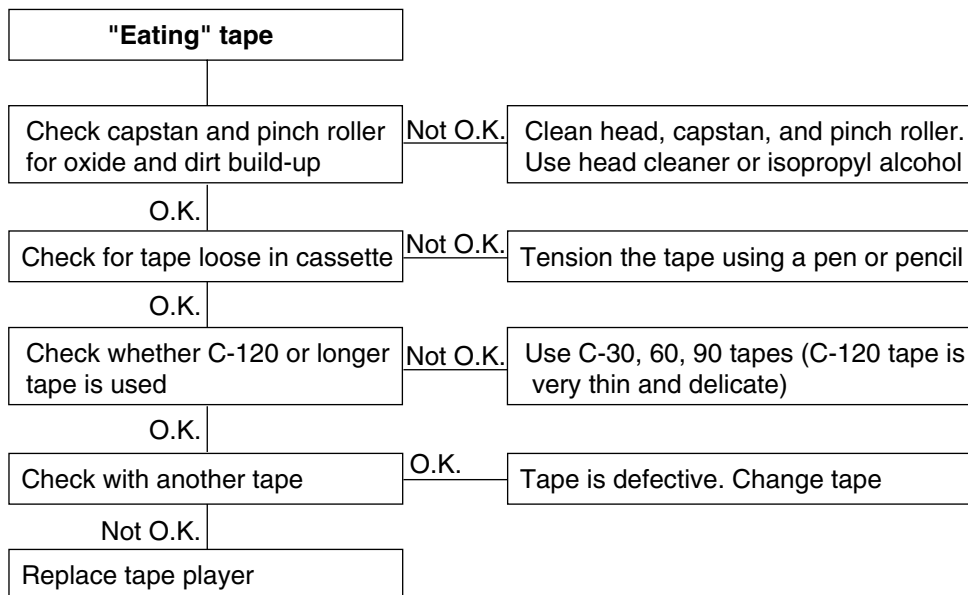 "Eating" tape
Check capstan and pinch roller
for oxide and dirt build-up
Not O.K.
Clean head, capstan, and pinch roller.
Use head cleaner or isopropyl alcohol
O.K.
Check for tape loose in cassette
Not O.K.
Tension the tape using a pen or pencil
O.K.
Check whether C-120 or longer
tape is used
Not O.K.
Use C-30, 60, 90 tapes (C-120 tape is
very thin and delicate)
O.K.
Check with another tape
O.K.
Tape is defective. Change tape
Not O.K.
Replace tape player